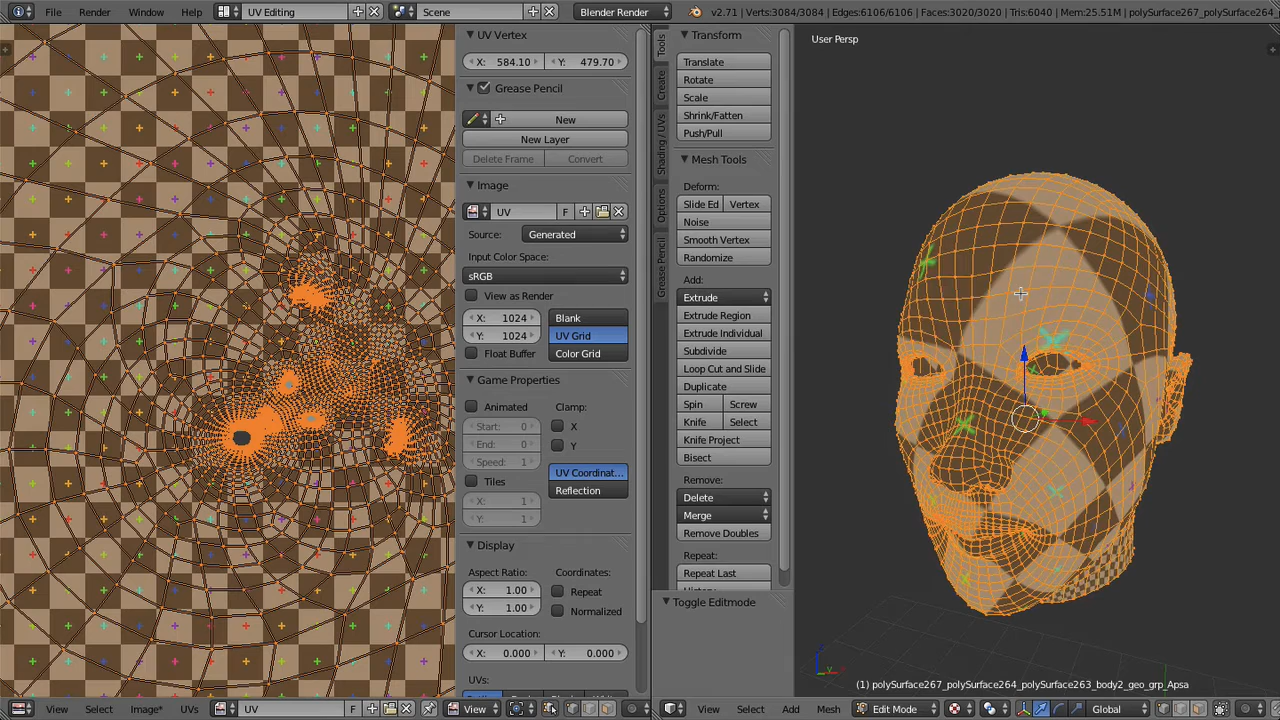 File Render Window Help UV Editing Scene Blender Render v2.71 | Verts:3084/3084 | Edges:6106/6106 | Faces:3020/3020 | Tris:6040 | Mem:25.51M | polySurface267_polySurface264_
UV Vertex
X: 584.10 Y: 479.70
Grease Pencil
New
New Layer
Delete Frame Convert
Image
UV F
Source: Generated
Input Color Space:
sRGB
View as Render
X: 1024 Blank
Y: 1024 UV Grid
Float Buffer Color Grid
Game Properties
Animated Clamp:
Start: 0 X
End: 0 Y
Speed: 1
UV Coordinat...
Tiles Reflection
X: 1
Y: 1
Display
Aspect Ratio: Coordinates:
X: 1.00 Repeat
Y: 1.00 Normalized
Cursor Location:
X: 0.000 Y: 0.000
UVs:
Tools
Create
Shading / UVs
Options
Grease Pencil
Transform
Translate
Rotate
Scale
Shrink/Fatten
Push/Pull
Mesh Tools
Deform:
Slide Ed Vertex
Noise
Smooth Vertex
Randomize
Add:
Extrude
Extrude Region
Extrude Individual
Subdivide
Loop Cut and Slide
Duplicate
Spin Screw
Knife Select
Knife Project
Bisect
Remove:
Delete
Merge
Remove Doubles
Repeat:
Repeat Last
Toggle Editmode
User Persp
(1) polySurface267_polySurface264_polySurface263_body2_geo_grp_Apsa
View Select Image* UVs UV F View
View Select Add Mesh Edit Mode Global